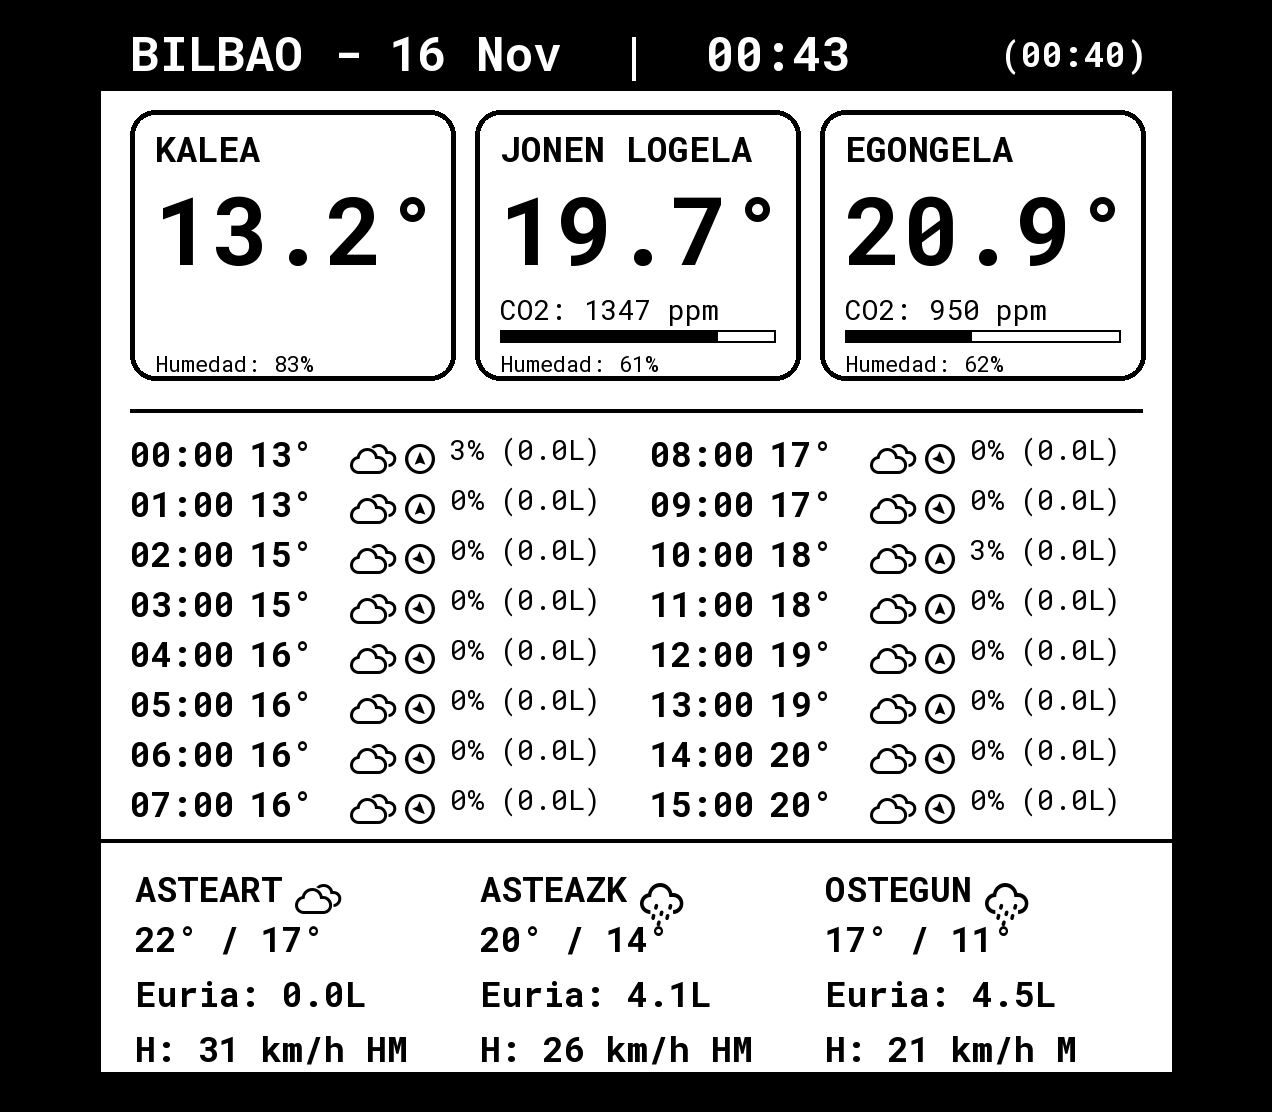 BILBAO - 16 Nov | 00:43 (00:40)
KALEA
13.2°
Humedad: 83%
JONEN LOGELA
19.7°
CO2: 1347 ppm
Humedad: 61%
EGONGELA
20.9°
CO2: 950 ppm
Humedad: 62%
00:00 13° 3% (0.0L)
01:00 13° 0% (0.0L)
02:00 15° 0% (0.0L)
03:00 15° 0% (0.0L)
04:00 16° 0% (0.0L)
05:00 16° 0% (0.0L)
06:00 16° 0% (0.0L)
07:00 16° 0% (0.0L)
08:00 17° 0% (0.0L)
09:00 17° 0% (0.0L)
10:00 18° 3% (0.0L)
11:00 18° 0% (0.0L)
12:00 19° 0% (0.0L)
13:00 19° 0% (0.0L)
14:00 20° 0% (0.0L)
15:00 20° 0% (0.0L)
ASTEART
22° / 17°
Euria: 0.0L
H: 31 km/h HM
ASTEAZK
20° / 14°
Euria: 4.1L
H: 26 km/h HM
OSTEGUN
17° / 11°
Euria: 4.5L
H: 21 km/h M